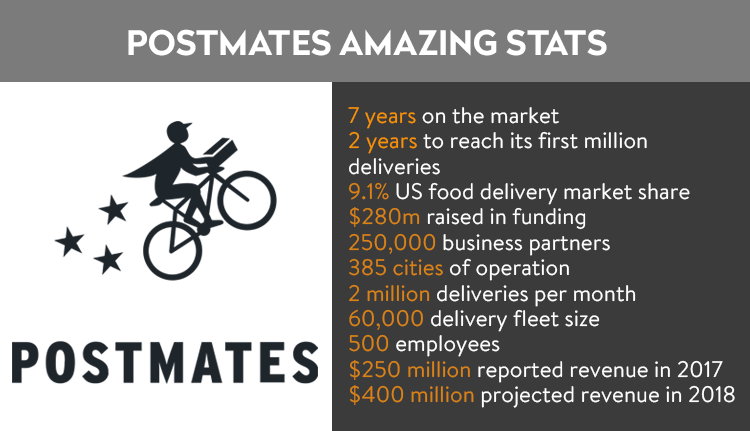 POSTMATES AMAZING STATS
POSTMATES
7 years on the market
2 years to reach its first million
deliveries
9.1% US food delivery market share
$280m raised in funding
250,000 business partners
385 cities of operation
2 million deliveries per month
60,000 delivery fleet size
500 employees
$250 million reported revenue in 2017
$400 million projected revenue in 2018